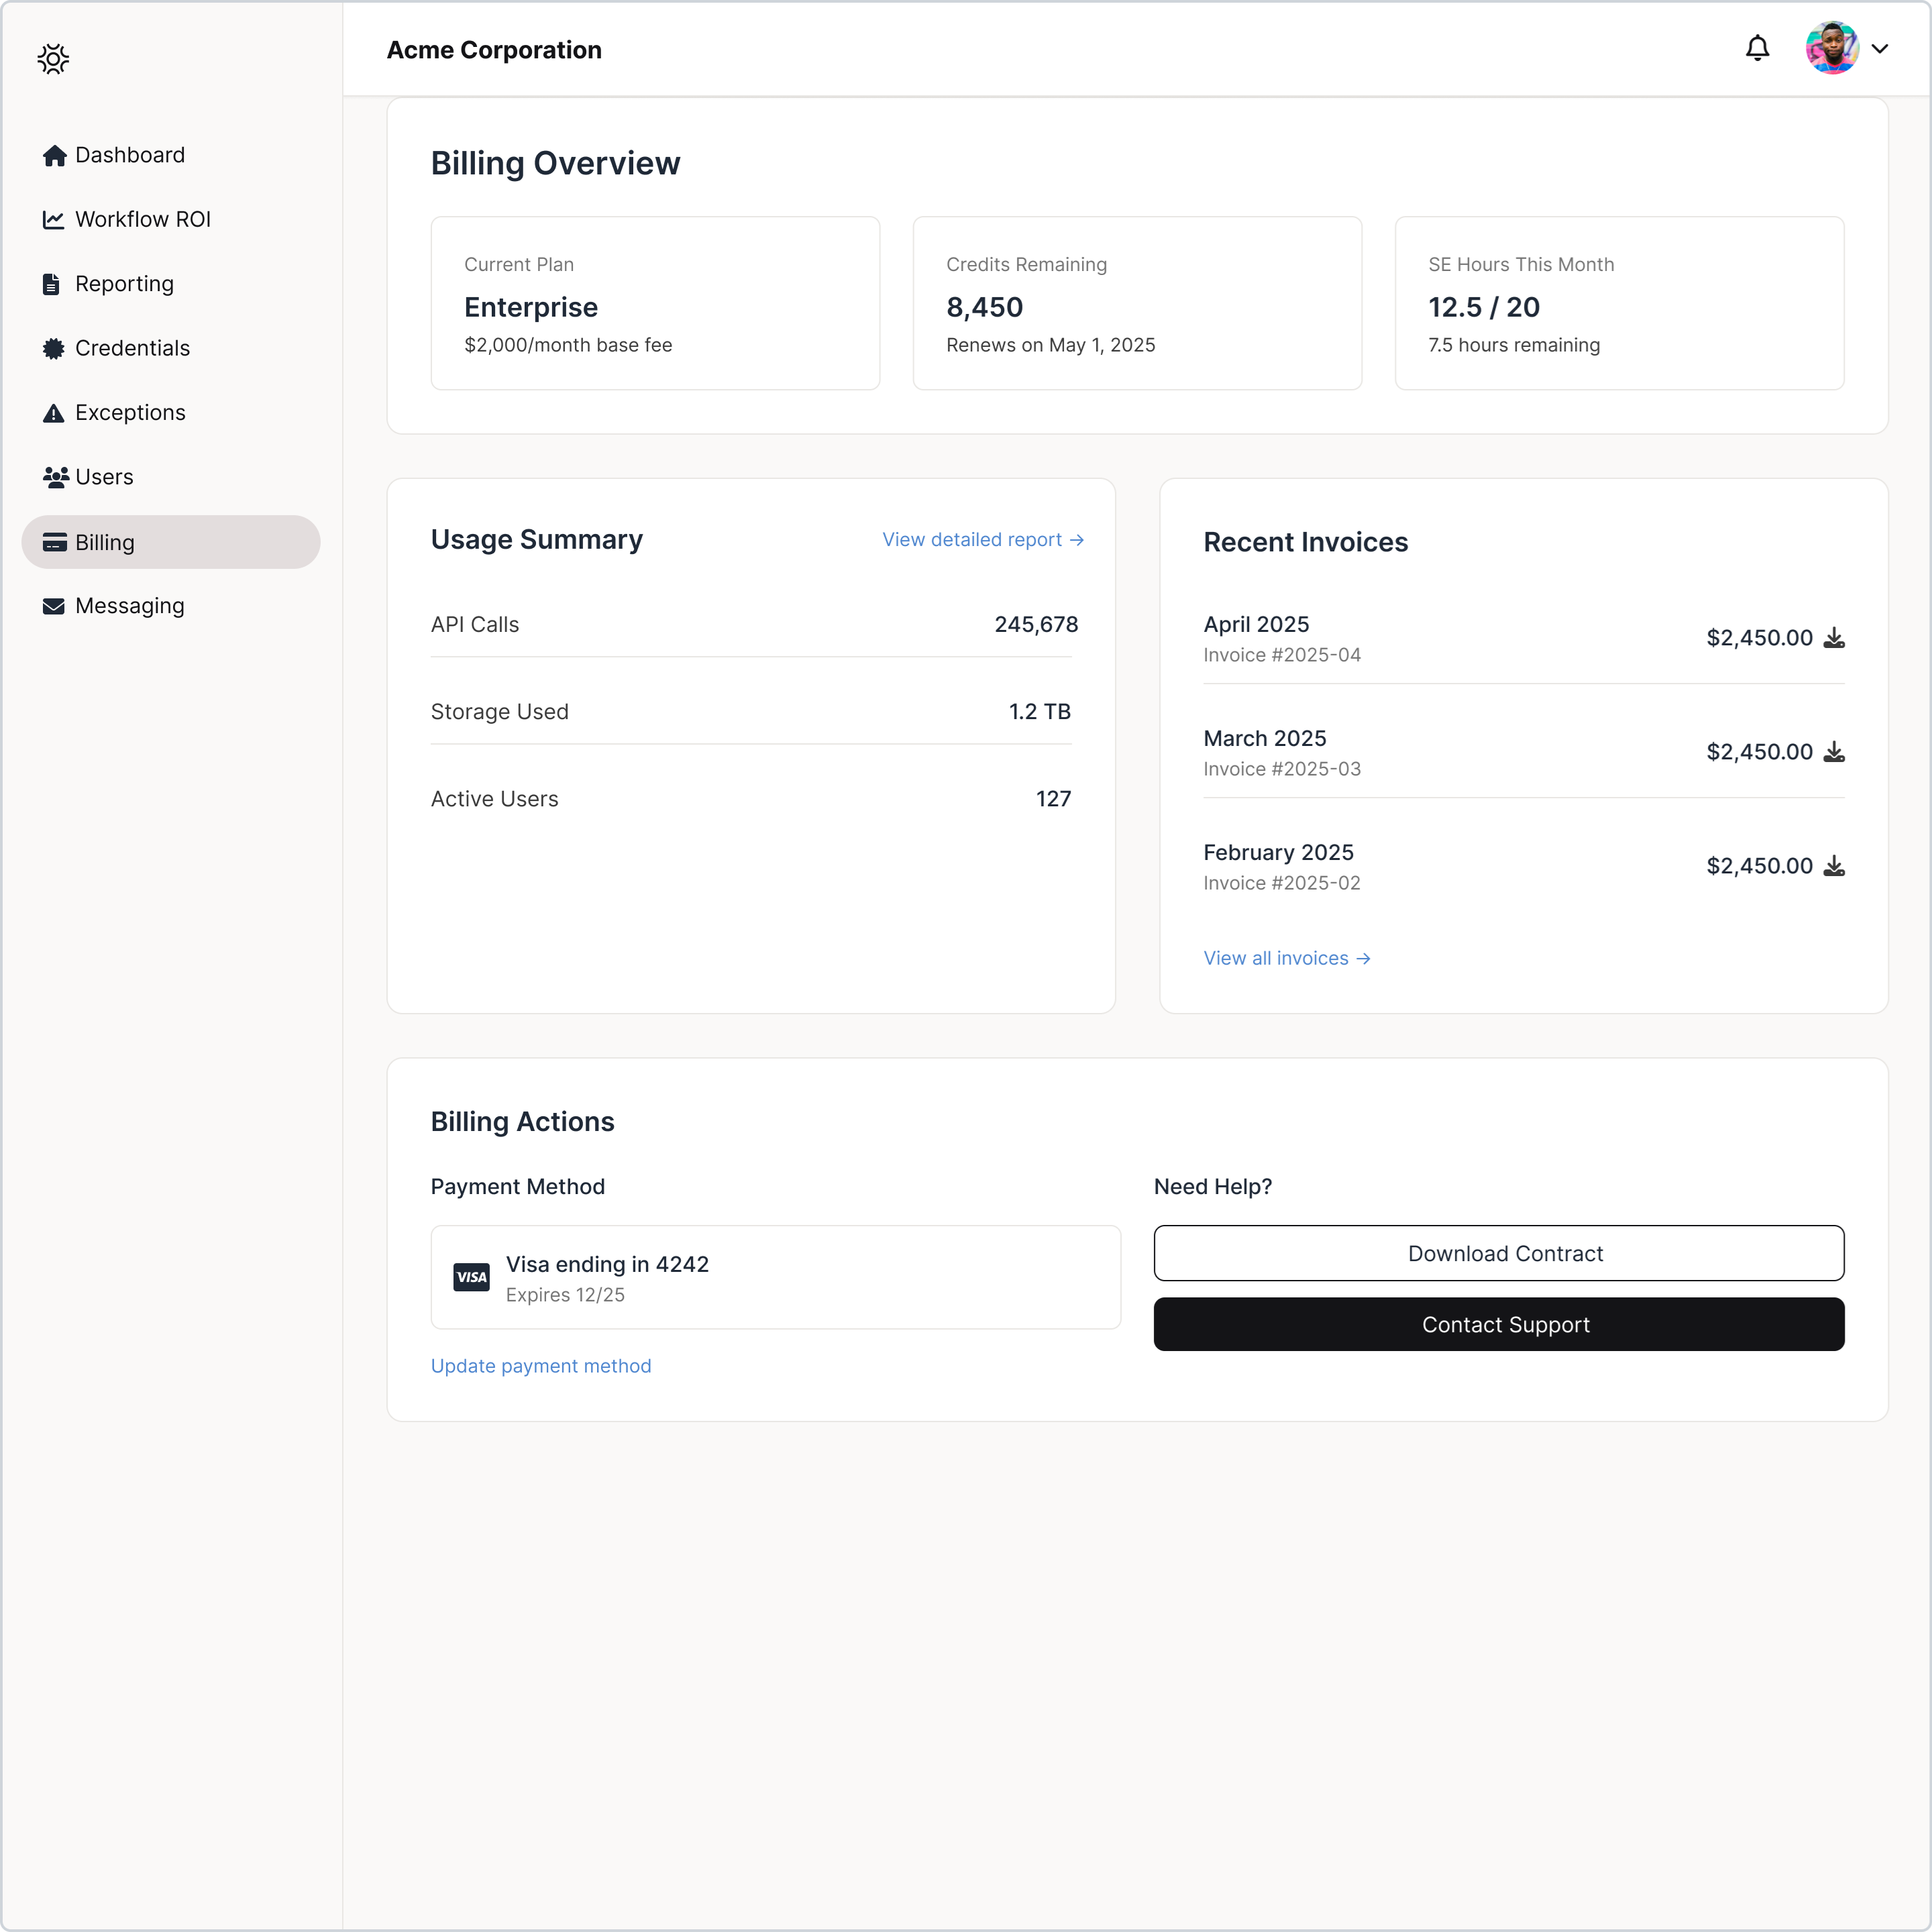 Acme Corporation
Dashboard
Workflow ROI
Reporting
Credentials
Exceptions
Users
Billing
Messaging
Billing Overview
Current Plan
Enterprise
$2,000/month base fee
Credits Remaining
8,450
Renews on May 1, 2025
SE Hours This Month
12.5 / 20
7.5 hours remaining
Usage Summary
View detailed report →
API Calls 245,678
Storage Used 1.2 TB
Active Users 127
Recent Invoices
April 2025
Invoice #2025-04
$2,450.00
March 2025
Invoice #2025-03
$2,450.00
February 2025
Invoice #2025-02
$2,450.00
View all invoices →
Billing Actions
Payment Method
VISA
Visa ending in 4242
Expires 12/25
Update payment method
Need Help?
Download Contract
Contact Support